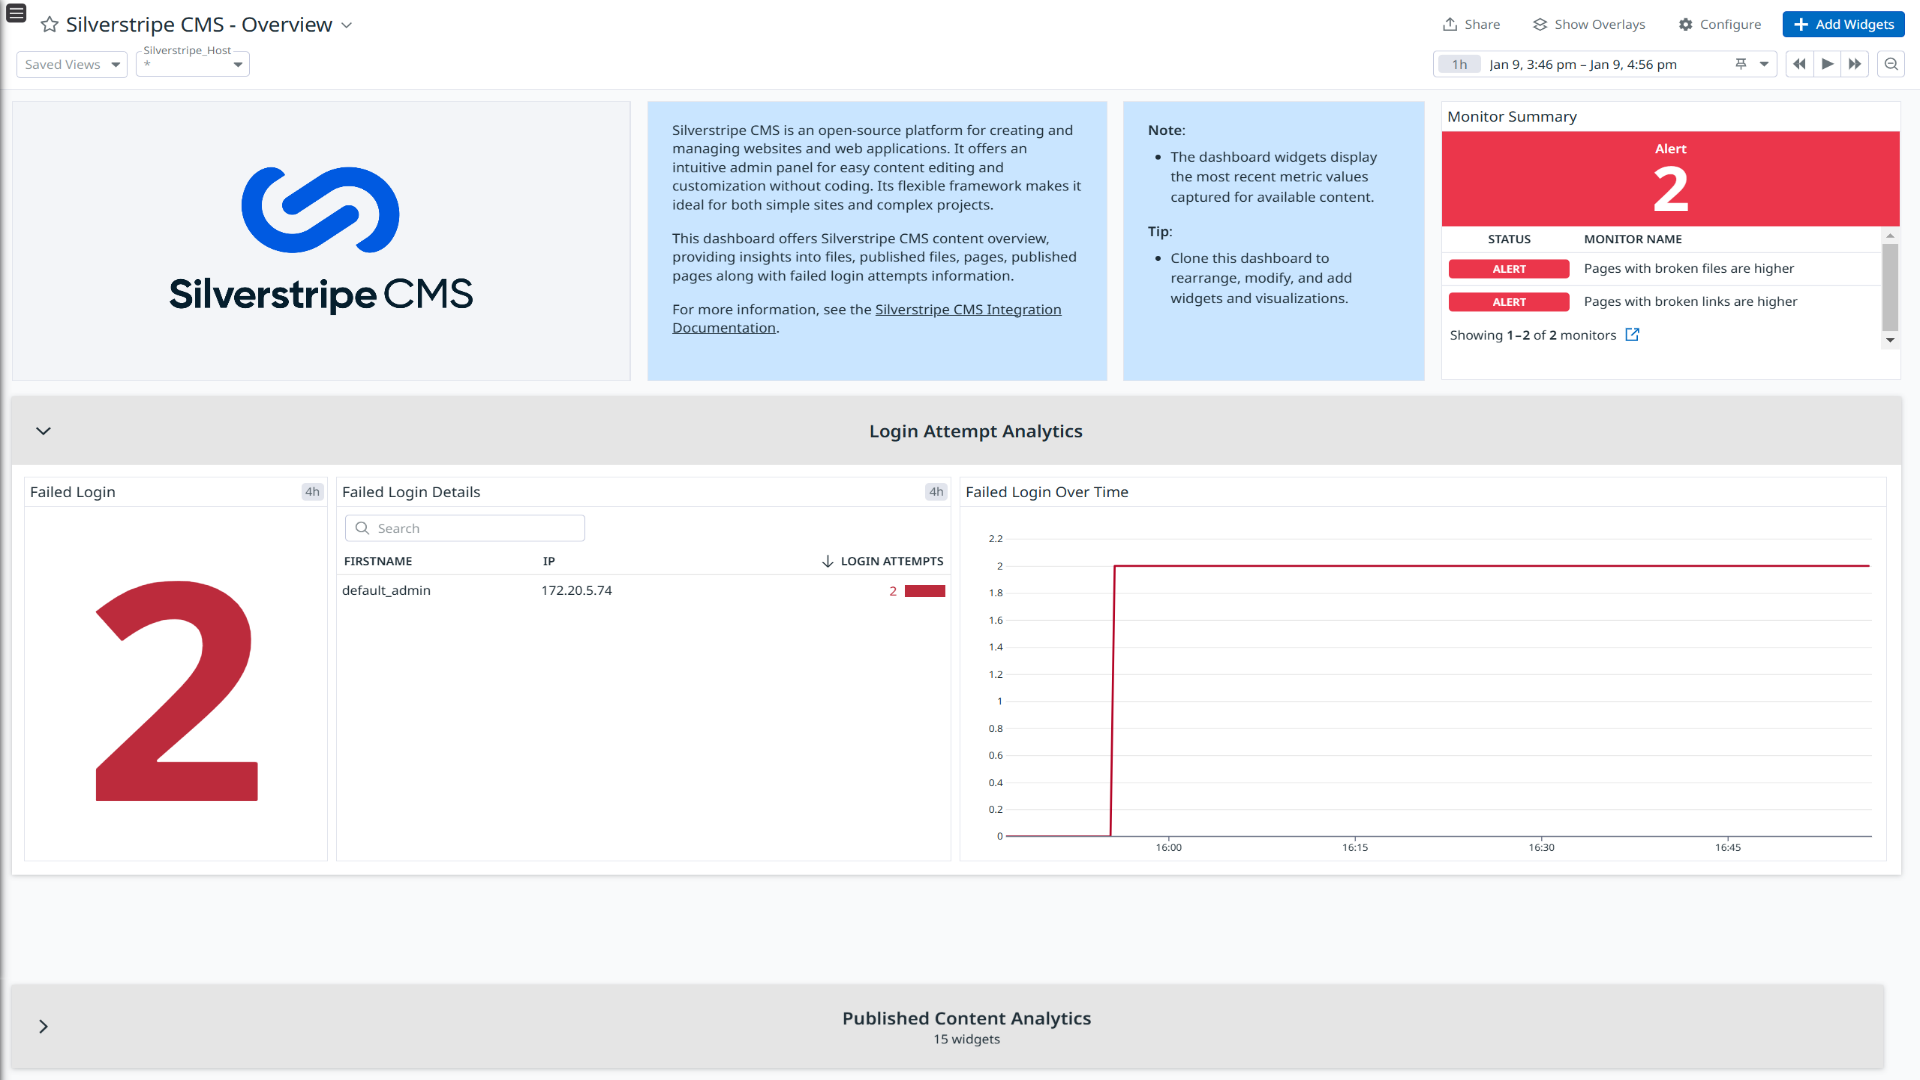 Silverstripe CMS - Overview
Share
Show Overlays
Configure
Add Widgets
Saved Views
Silverstripe_Host
*
1h
Jan 9, 3:46 pm – Jan 9, 4:56 pm
Silverstripe CMS
Silverstripe CMS is an open-source platform for creating and
managing websites and web applications. It offers an
intuitive admin panel for easy content editing and
customization without coding. Its flexible framework makes it
ideal for both simple sites and complex projects.
This dashboard offers Silverstripe CMS content overview,
providing insights into files, published files, pages, published
pages along with failed login attempts information.
For more information, see the Silverstripe CMS Integration
Documentation.
Note:
• The dashboard widgets display
the most recent metric values
captured for available content.
Tip:
• Clone this dashboard to
rearrange, modify, and add
widgets and visualizations.
Monitor Summary
Alert
2
STATUS MONITOR NAME
ALERT Pages with broken files are higher
ALERT Pages with broken links are higher
Showing 1–2 of 2 monitors
Login Attempt Analytics
Failed Login
4h
2
Failed Login Details
4h
Search
FIRSTNAME IP LOGIN ATTEMPTS
default_admin 172.20.5.74 2
Failed Login Over Time
2.2
2
1.8
1.6
1.4
1.2
1
0.8
0.6
0.4
0.2
0
16:00 16:15 16:30 16:45
Published Content Analytics
15 widgets